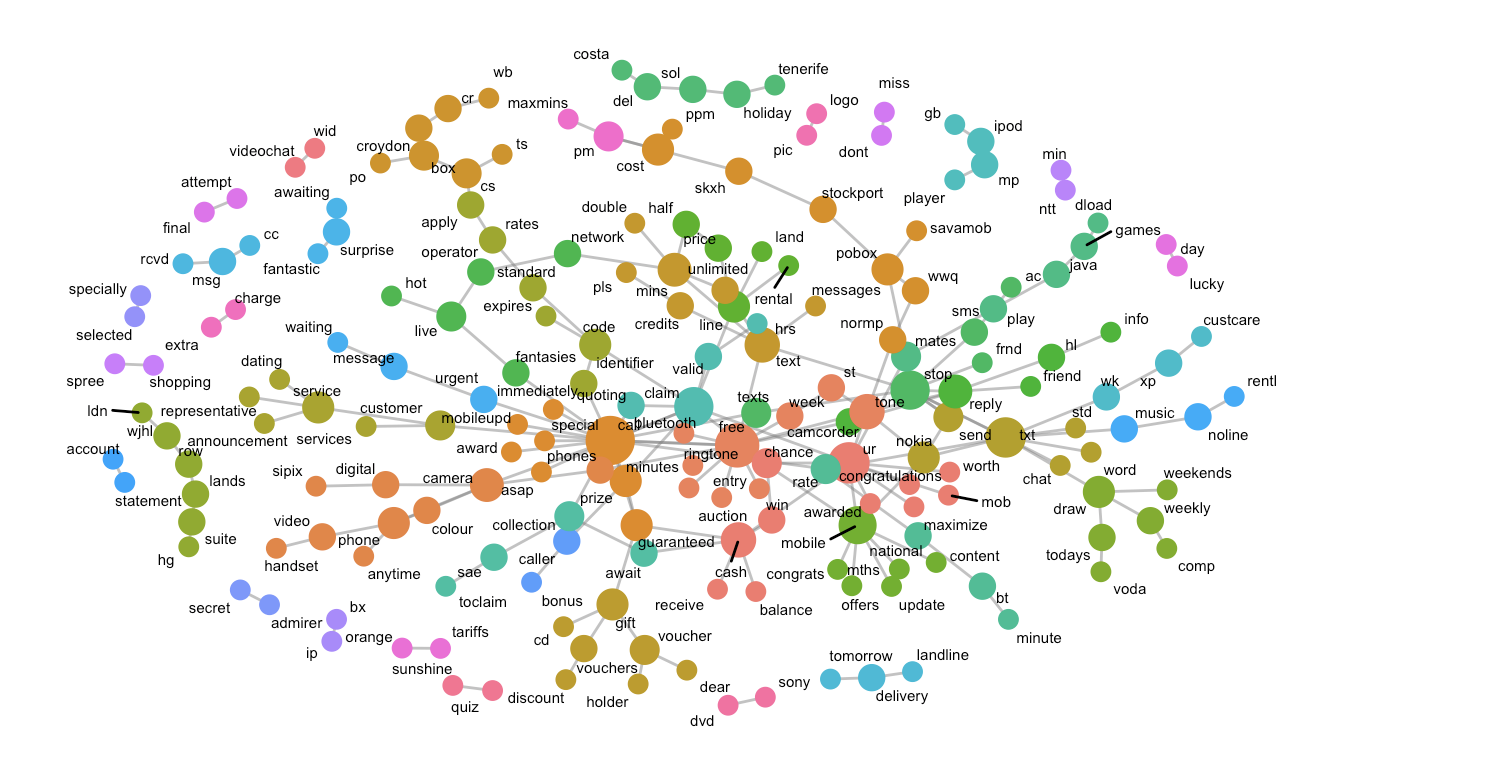 costa
sol
tenerife
wb
cr
maxmins
del
ppm
holiday
miss
logo
ppm
gb
ipod
wid
videochat
croydon
box
ts
po
pm
cost
pic
dont
min
mp
attempt
awaiting
cs
skxh
stockport
player
ntt
dload
final
apply
rates
double
half
price
land
savamob
games
cc
surprise
operator
network
pobox
day
rcvd
fantastic
standard
unlimited
java
lucky
msg
hot
pls
mins
rental
messages
wwq
ac
specially
charge
expires
credits
line
hrs
normp
sms
play
custcare
selected
waiting
live
code
text
mates
info
extra
message
fantasies
identifier
valid
frnd
hl
spree
shopping
dating
urgent
immediately
quoting
claim
st
stop
friend
wk
xp
rentl
ldn
representative
service
customer
mobileupd
special
call
bluetooth
texts
week
tone
reply
std
music
wjhl
announcement
services
award
free
camcorder
nokia
send
txt
noline
account
row
phones
minutes
ringtone
chance
ur
worth
chat
word
weekends
sipix
digital
camera
asap
entry
rate
congratulations
statement
lands
prize
auction
win
awarded
mob
draw
weekly
video
colour
collection
maximize
suite
phone
guaranteed
mobile
national
todays
hg
handset
anytime
sae
caller
await
cash
congrats
mths
content
comp
secret
toclaim
bonus
receive
balance
offers
update
bt
voda
admirer
bx
orange
tariffs
cd
gift
voucher
minute
ip
sunshine
vouchers
tomorrow
landline
quiz
discount
holder
dear
sony
delivery
dvd